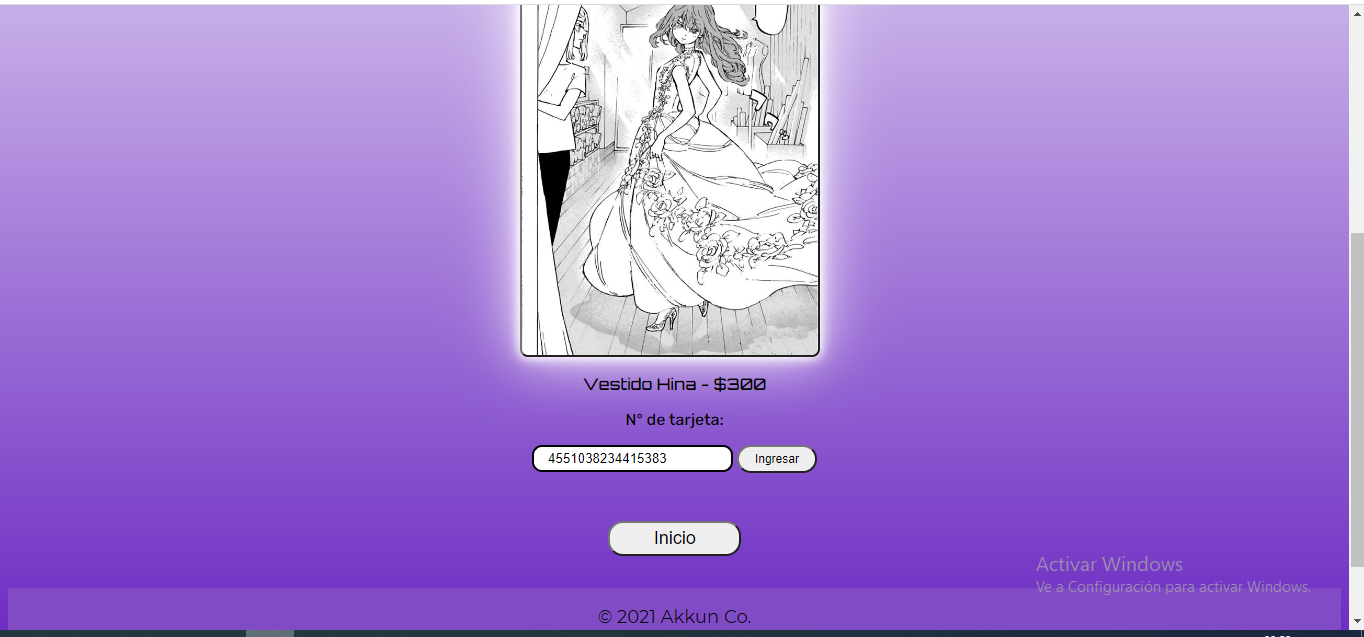 Vestido Hina - $300
N° de tarjeta:
4551038234415383 Ingresar
Inicio
Activar Windows
Ve a Configuración para activar Windows.
© 2021 Akkun Co.